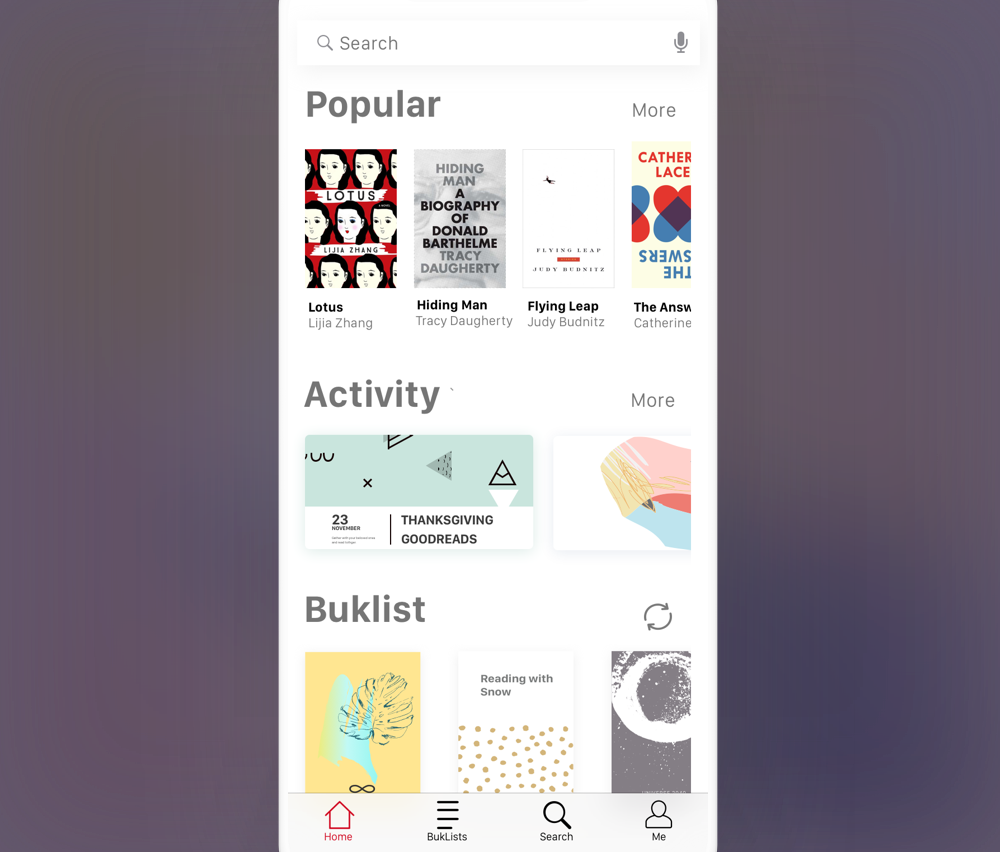 Search
Popular
More
LOTUS
A NOVEL
LIJIA ZHANG
HIDING
MAN
A
BIOGRAPHY
OF
DONALD
BARTHELME
TRACY
DAUGHERTY
FLYING LEAP
JUDY BUDNITZ
CATHER
LACE
THE
ANSWERS
Lotus
Lijia Zhang
Hiding Man
Tracy Daugherty
Flying Leap
Judy Budnitz
The Answ
Catherine
Activity `
More
23
NOVEMBER
THANKSGIVING
GOODREADS
Buklist
Reading with
Snow
Home
BukLists
Search
Me